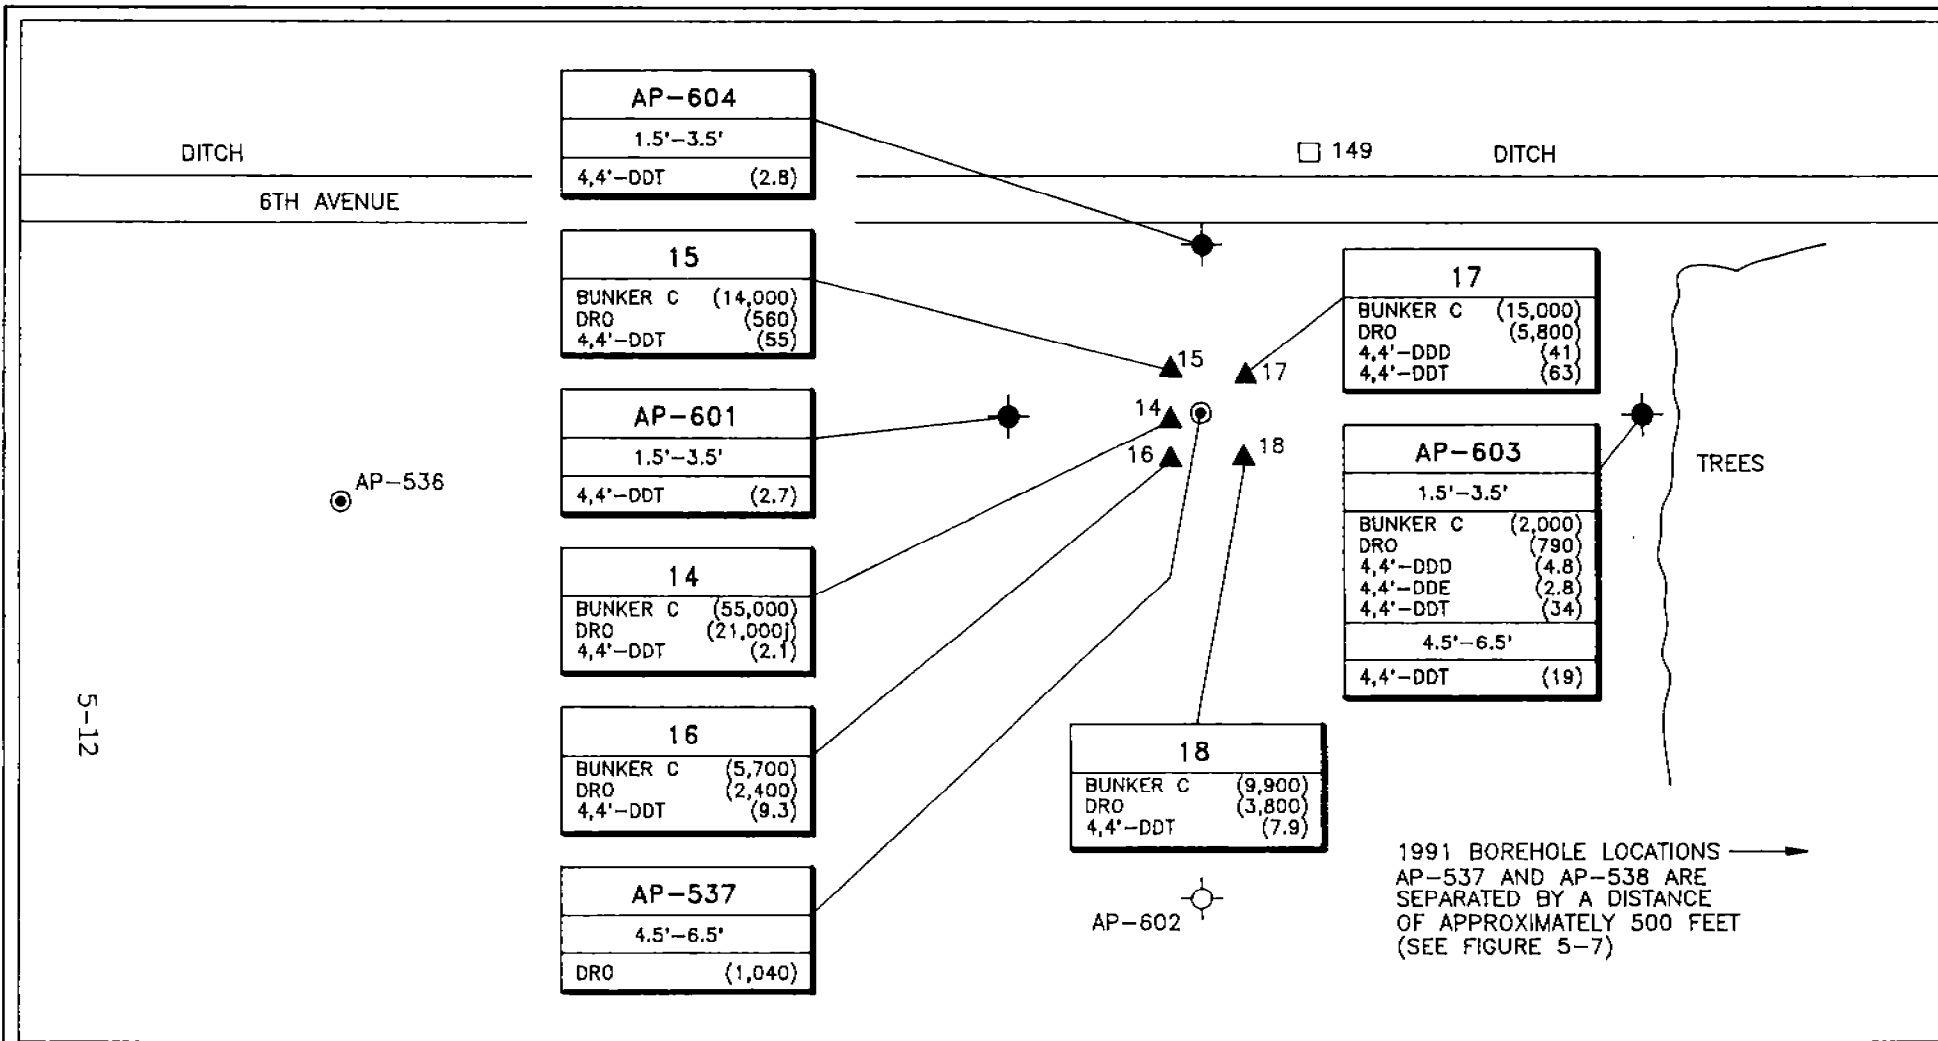 AP-604
1.5'-3.5'
4,4'-DDT (2.8)
DITCH
149
DITCH
6TH AVENUE
15
BUNKER C (14,000)
DRO (560)
4,4'-DDT (55)
17
BUNKER C (15,000)
DRO (5,800)
4,4'-DDD (41)
4,4'-DDT (63)
15
17
AP-601
1.5'-3.5'
4,4'-DDT (2.7)
14
16
18
AP-536
AP-603
1.5'-3.5'
BUNKER C (2,000)
DRO (790)
4,4'-DDD (4.8)
4,4'-DDE (2.8)
4,4'-DDT (34)
4.5'-6.5'
4,4'-DDT (19)
TREES
14
BUNKER C (55,000)
DRO (21,000j)
4,4'-DDT (2.1)
5-12
16
BUNKER C (5,700)
DRO (2,400)
4,4'-DDT (9.3)
18
BUNKER C (9,900)
DRO (3,800)
4,4'-DDT (7.9)
AP-537
4.5'-6.5'
DRO (1,040)
AP-602
1991 BOREHOLE LOCATIONS
AP-537 AND AP-538 ARE
SEPARATED BY A DISTANCE
OF APPROXIMATELY 500 FEET
(SEE FIGURE 5-7)